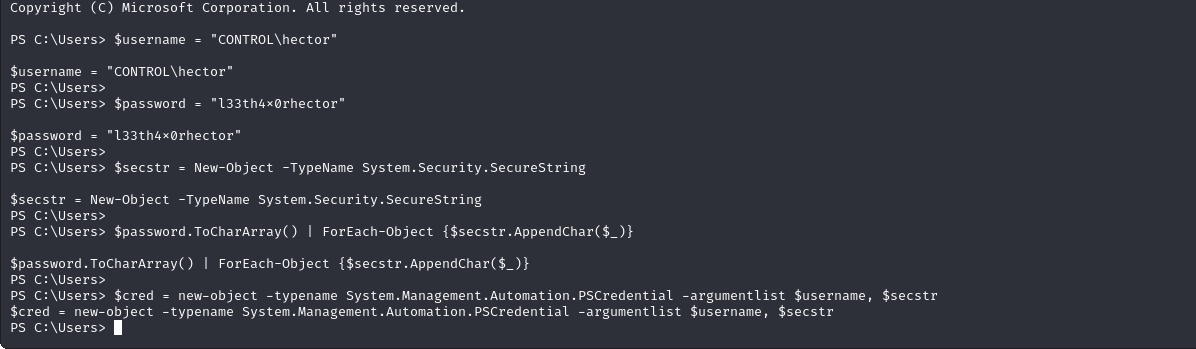 Copyright (C) Microsoft Corporation. All rights reserved.
PS C:\Users> $username = "CONTROL\hector"
$username = "CONTROL\hector"
PS C:\Users>
PS C:\Users> $password = "l33th4x0rhector"
$password = "l33th4x0rhector"
PS C:\Users>
PS C:\Users> $secstr = New-Object -TypeName System.Security.SecureString
$secstr = New-Object -TypeName System.Security.SecureString
PS C:\Users>
PS C:\Users> $password.ToCharArray() | ForEach-Object {$secstr.AppendChar($_)}
$password.ToCharArray() | ForEach-Object {$secstr.AppendChar($_)}
PS C:\Users>
PS C:\Users> $cred = new-object -typename System.Management.Automation.PSCredential -argumentlist $username, $secstr
$cred = new-object -typename System.Management.Automation.PSCredential -argumentlist $username, $secstr
PS C:\Users>